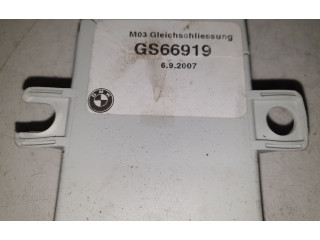 M03 Gleichschliessung
GS66919
6.9.2007
BMW